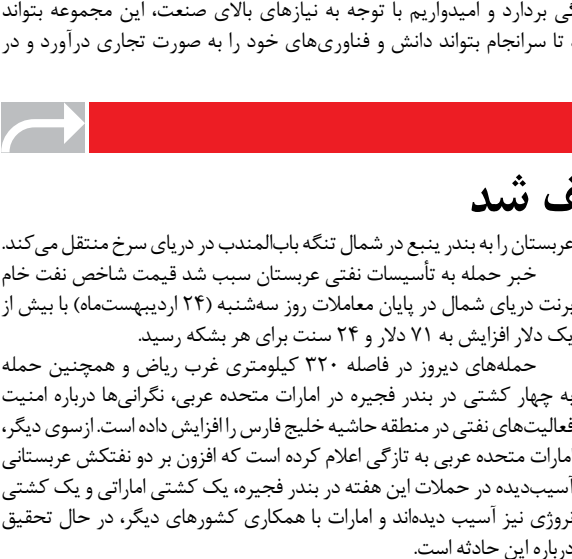 گی بردارد و امیدواریم با توجه به نیازهای بالای صنعت، این مجموعه بتواند
تا سرانجام بتواند دانش و فناوری‌های خود را به صورت تجاری درآورد و در
ف شد
عربستان را به بندر ینبع در شمال تنگه باب‌المندب در دریای سرخ منتقل می‌کند.
خبر حمله به تأسیسات نفتی عربستان سبب شد قیمت شاخص نفت خام
برنت دریای شمال در پایان معاملات روز سه‌شنبه (۲۴ اردیبهشت‌ماه) با بیش از
یک دلار افزایش به ۷۱ دلار و ۲۴ سنت برای هر بشکه رسید.
حمله‌های دیروز در فاصله ۳۲۰ کیلومتری غرب ریاض و همچنین حمله
به چهار کشتی در بندر فجیره در امارات متحده عربی، نگرانی‌ها درباره امنیت
فعالیت‌های نفتی در منطقه حاشیه خلیج فارس را افزایش داده است. ازسوی دیگر،
امارات متحده عربی به تازگی اعلام کرده است که افزون بر دو نفتکش عربستانی
آسیب‌دیده در حملات این هفته در بندر فجیره، یک کشتی اماراتی و یک کشتی
نروژی نیز آسیب دیده‌اند و امارات با همکاری کشورهای دیگر، در حال تحقیق
درباره این حادثه است.